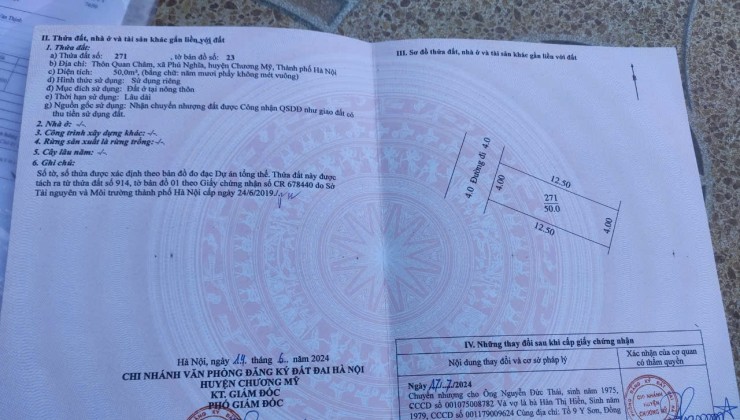 II. Thửa đất, nhà ở và tài sản khác gắn liền với đất
1. Thửa đất:
a) Thửa đất số: 271 , tờ bản đồ số: 23
b) Địa chỉ: Thôn Quan Châm, xã Phú Nghĩa, huyện Chương Mỹ, Thành phố Hà Nội
c) Diện tích: 50,0m², (bằng chữ: năm mươi phẩy không mét vuông)
d) Hình thức sử dụng: Sử dụng riêng
đ) Mục đích sử dụng: Đất ở tại nông thôn
e) Thời hạn sử dụng: Lâu dài
g) Nguồn gốc sử dụng: Nhận chuyển nhượng đất được Công nhận QSDĐ như giao đất có
thu tiền sử dụng đất.
2. Nhà ở: -/-
3. Công trình xây dựng khác: -/-
4. Rừng sản xuất là rừng trồng: -/-
5. Cây lâu năm: -/-
6. Ghi chú:
Số tờ, số thửa được xác định theo bản đồ đo đạc Dự án tổng thể. Thửa đất này được
tách ra từ thửa đất số 914, tờ bản đồ 01 theo Giấy chứng nhận số CR 678440 do Sở
Tài nguyên và Môi trường thành phố Hà Nội cấp ngày 24/6/2019.
Hà Nội, ngày 14 tháng 6 năm 2024
CHI NHÁNH VĂN PHÒNG ĐĂNG KÝ ĐẤT ĐAI HÀ NỘI
HUYỆN CHƯƠNG MỸ
KT. GIÁM ĐỐC
PHÓ GIÁM ĐỐC
III. Sơ đồ thửa đất, nhà ở và tài sản khác gắn liền với đất
4.0 Đường đi 4.0
4.00
12.50
271
50.0
12.50
4.00
IV. Những thay đổi sau khi cấp giấy chứng nhận
Nội dung thay đổi và cơ sở pháp lý
Xác nhận của cơ quan
có thẩm quyền
Ngày 17/7/2024
Chuyển nhượng cho Ông Nguyễn Đức Thái, sinh năm 1975,
CCCD số 001075008782 Và vợ là bà Hàn Thị Hiền, Sinh năm
1979, CCCD số 001179009624 Cùng địa chỉ: Tổ 9 Y Sơn, Đồng
CHI NHÁNH
HUYỆN
CHƯƠNG MỸ